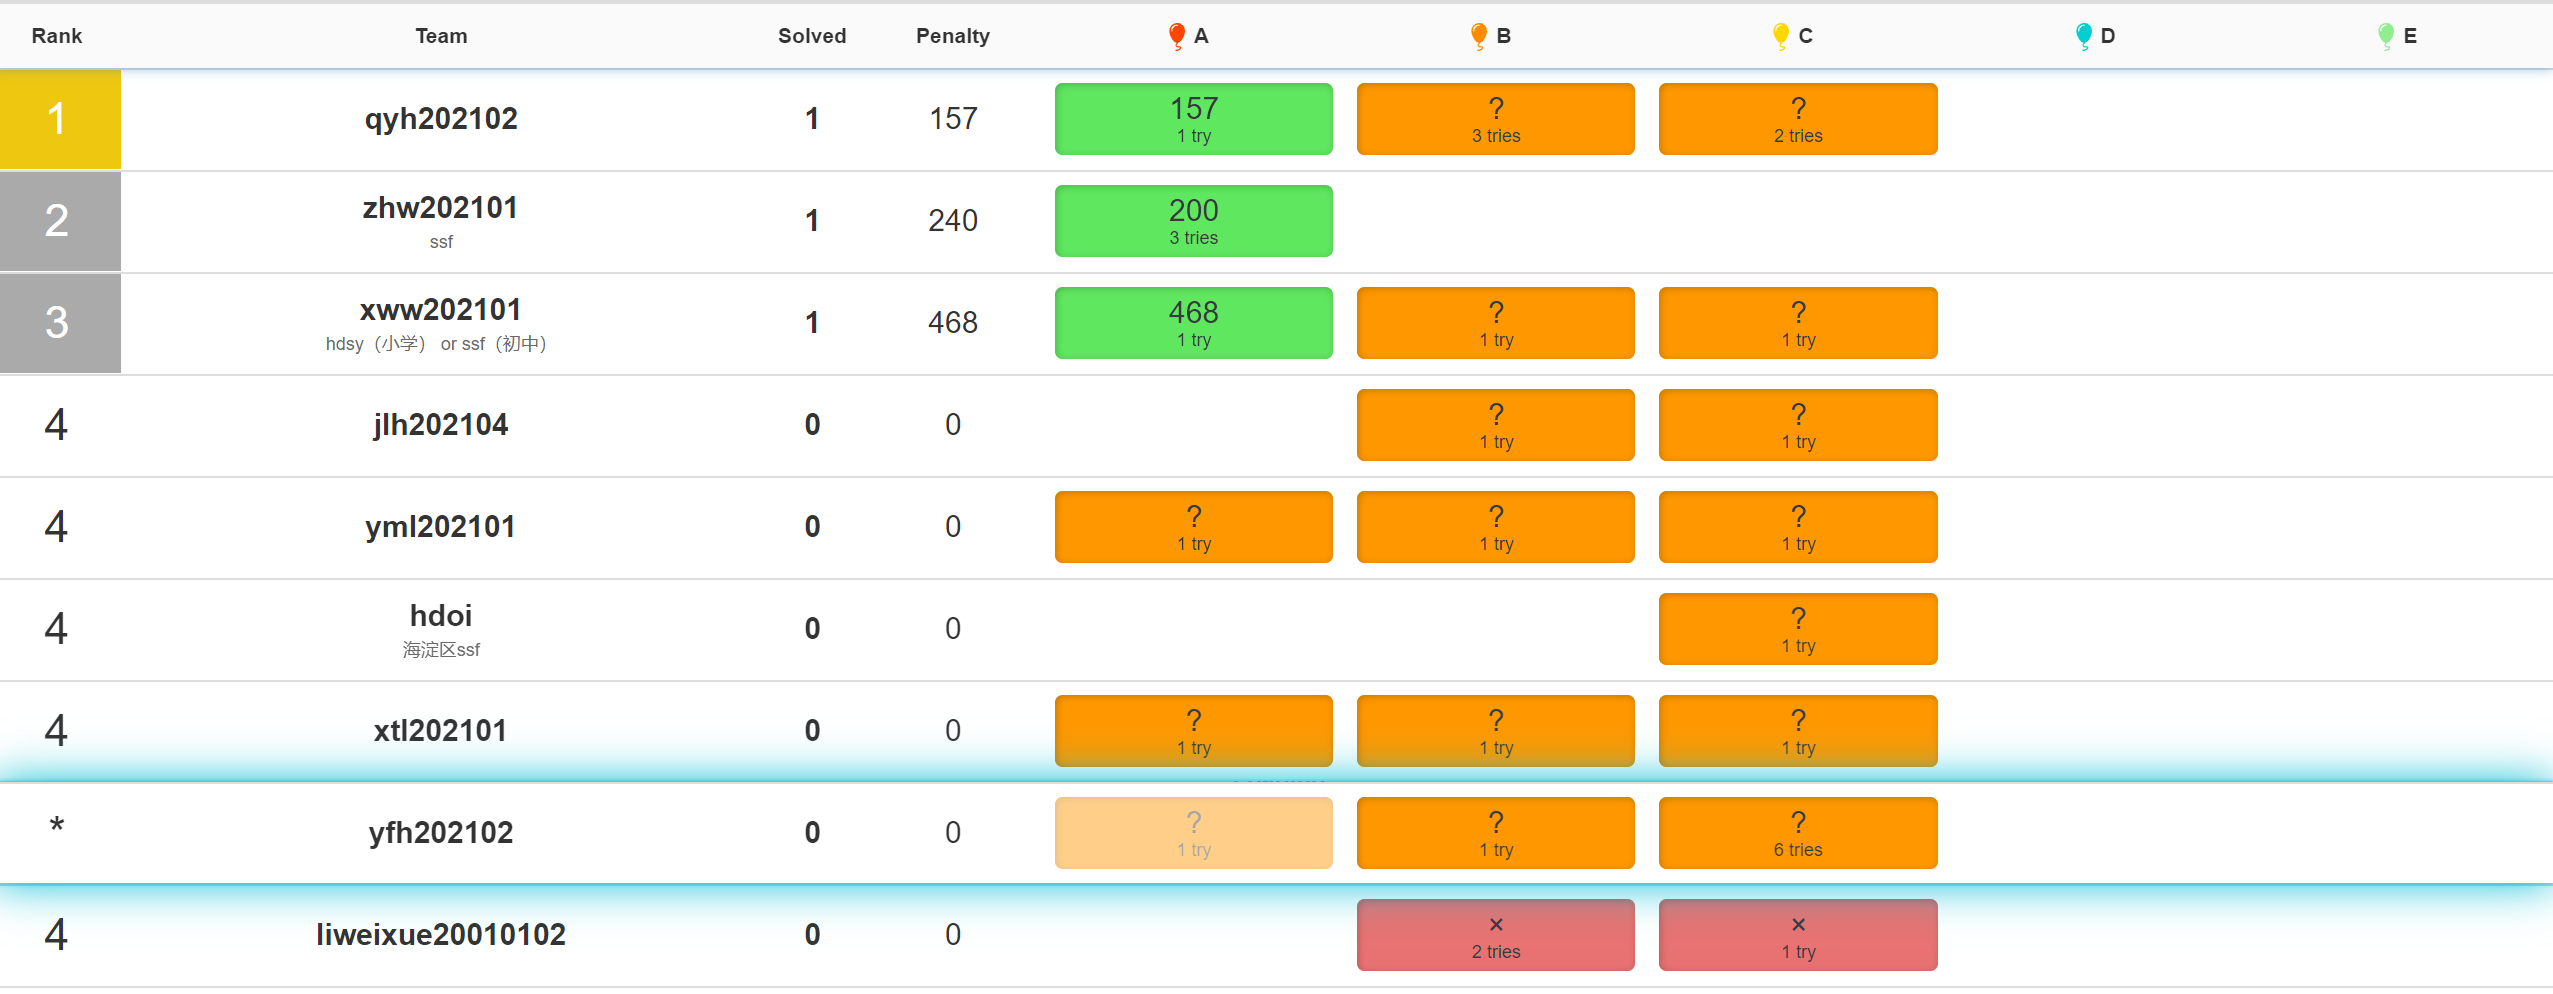 Rank Team Solved Penalty A B C D E
1 qyh202102 1 157 157 ? ?
1 try 3 tries 2 tries
2 zhw202101 1 240 200
ssf 3 tries
3 xww202101 1 468 468 ? ?
hdsy（小学） or ssf（初中） 1 try 1 try 1 try
4 jlh202104 0 0 ? ?
1 try 1 try
4 yml202101 0 0 ? ? ?
1 try 1 try 1 try
4 hdoi 0 0 ?
海淀区ssf 1 try
4 xtl202101 0 0 ? ? ?
1 try 1 try 1 try
* yfh202102 0 0 ? ? ?
1 try 1 try 6 tries
4 liweixue20010102 0 0 × ×
2 tries 1 try